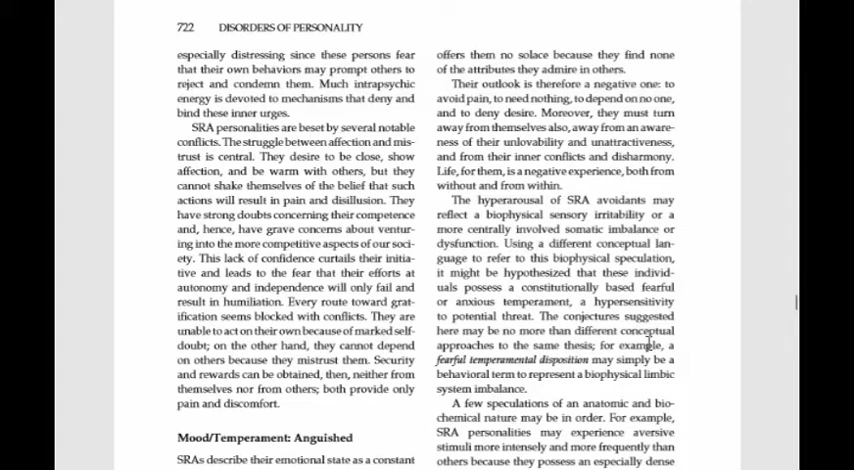 722 DISORDERS OF PERSONALITY
especially distressing since these persons fear
that their own behaviors may prompt others to
reject and condemn them. Much intrapsychic
energy is devoted to mechanisms that deny and
bind these inner urges.
SRA personalities are beset by several notable
conflicts. The struggle between affection and mis-
trust is central. They desire to be close, show
affection, and be warm with others, but they
cannot shake themselves of the belief that such
actions will result in pain and disillusion. They
have strong doubts concerning their competence
and, hence, have grave concerns about ventur-
ing into the more competitive aspects of our soci-
ety. This lack of confidence curtails their initia-
tive and leads to the fear that their efforts at
autonomy and independence will only fail and
result in humiliation. Every route toward grat-
ification seems blocked with conflicts. They are
unable to act on their own because of marked self-
doubt; on the other hand, they cannot depend
on others because they mistrust them. Security
and rewards can be obtained, then, neither from
themselves nor from others; both provide only
pain and discomfort.
Mood/Temperament: Anguished
SRAs describe their emotional state as a constant
offers them no solace because they find none
of the attributes they admire in others.
Their outlook is therefore a negative one: to
avoid pain, to need nothing, to depend on no one,
and to deny desire. Moreover, they must turn
away from themselves also, away from an aware-
ness of their unlovability and unattractiveness,
and from their inner conflicts and disharmony.
Life, for them, is a negative experience, both from
without and from within.
The hyperarousal of SRA avoidants may
reflect a biophysical sensory irritability or a
more centrally involved somatic imbalance or
dysfunction. Using a different conceptual lan-
guage to refer to this biophysical speculation,
it might be hypothesized that these individ-
uals possess a constitutionally based fearful
or anxious temperament, a hypersensitivity
to potential threat. The conjectures suggested
here may be no more than different conceptual
approaches to the same thesis; for example, a
fearful temperamental disposition may simply be a
behavioral term to represent a biophysical limbic
system imbalance.
A few speculations of an anatomic and bio-
chemical nature may be in order. For example,
SRA personalities may experience aversive
stimuli more intensely and more frequently than
others because they possess an especially dense